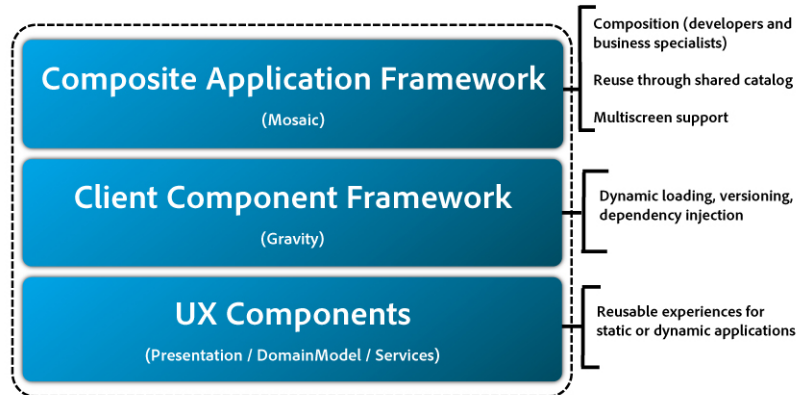 Composite Application Framework
(Mosaic)
Composition (developers and
business specialists)
Reuse through shared catalog
Multiscreen support
Client Component Framework
(Gravity)
Dynamic loading, versioning,
dependency injection
UX Components
(Presentation / DomainModel / Services)
Reusable experiences for
static or dynamic applications